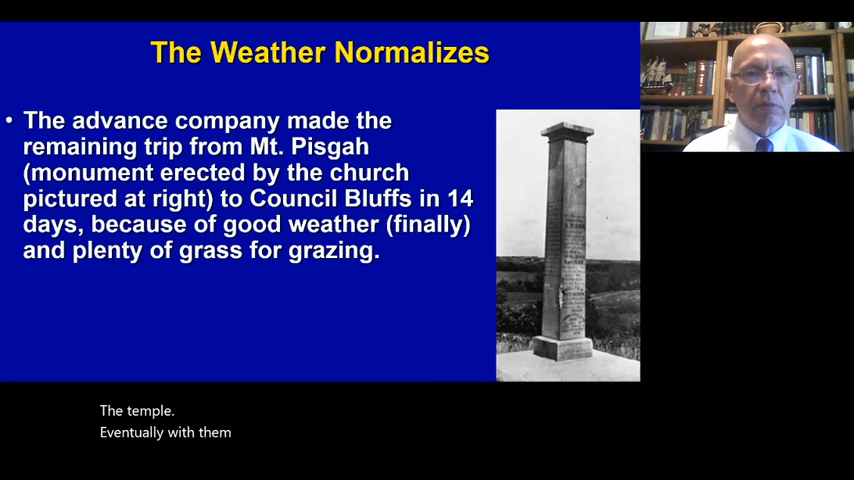 The Weather Normalizes
• The advance company made the
remaining trip from Mt. Pisgah
(monument erected by the church
pictured at right) to Council Bluffs in 14
days, because of good weather (finally)
and plenty of grass for grazing.
The temple.
Eventually with them